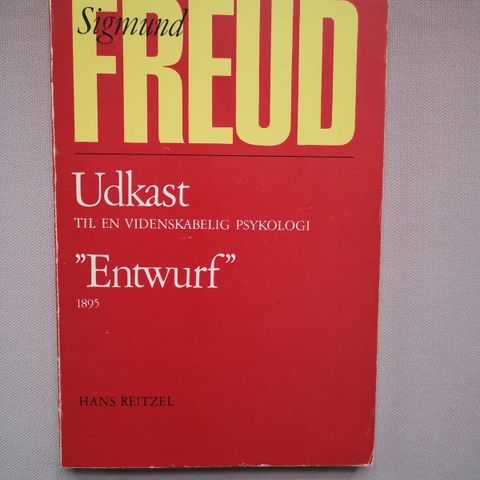 Sigmund
FREUD
Udkast
TIL EN VIDENSKABELIG PSYKOLOGI
”Entwurf”
1895
HANS REITZEL